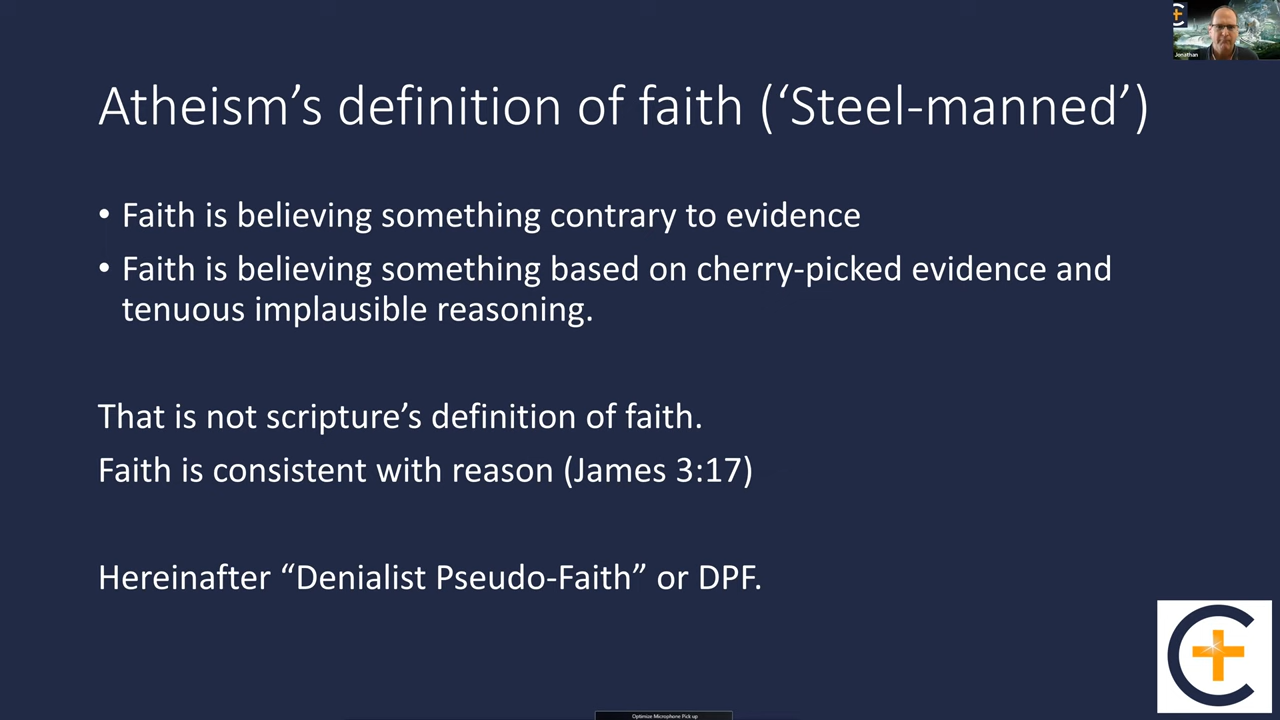 Jonathan
Atheism’s definition of faith (‘Steel-manned’)
• Faith is believing something contrary to evidence
• Faith is believing something based on cherry-picked evidence and
tenuous implausible reasoning.
That is not scripture’s definition of faith.
Faith is consistent with reason (James 3:17)
Hereinafter “Denialist Pseudo-Faith” or DPF.
Optimize Microphone Pick up